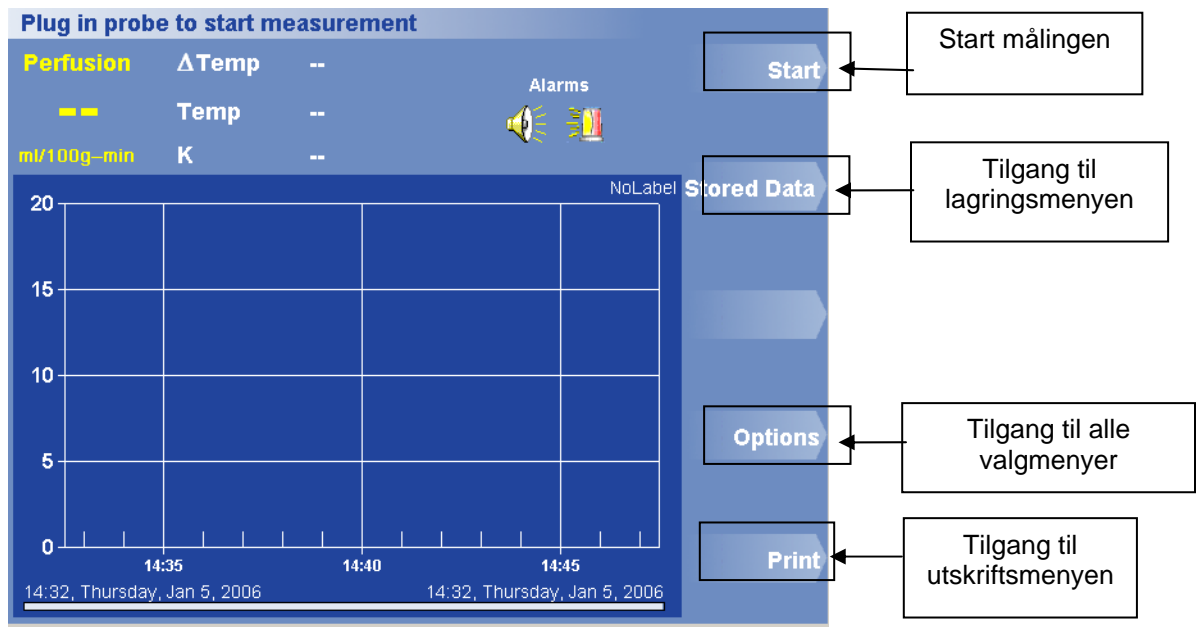 Plug in probe to start measurement
Perfusion
ΔTemp --
--
Temp --
ml/100g–min
K --
Alarms
Start
Start målingen
NoLabel
Stored Data
Tilgang til
lagringsmenyen
20
15
10
5
0
Options
Tilgang til alle
valgmenyer
Print
Tilgang til
utskriftsmenyen
14:35 14:40 14:45
14:32, Thursday, Jan 5, 2006 14:32, Thursday, Jan 5, 2006